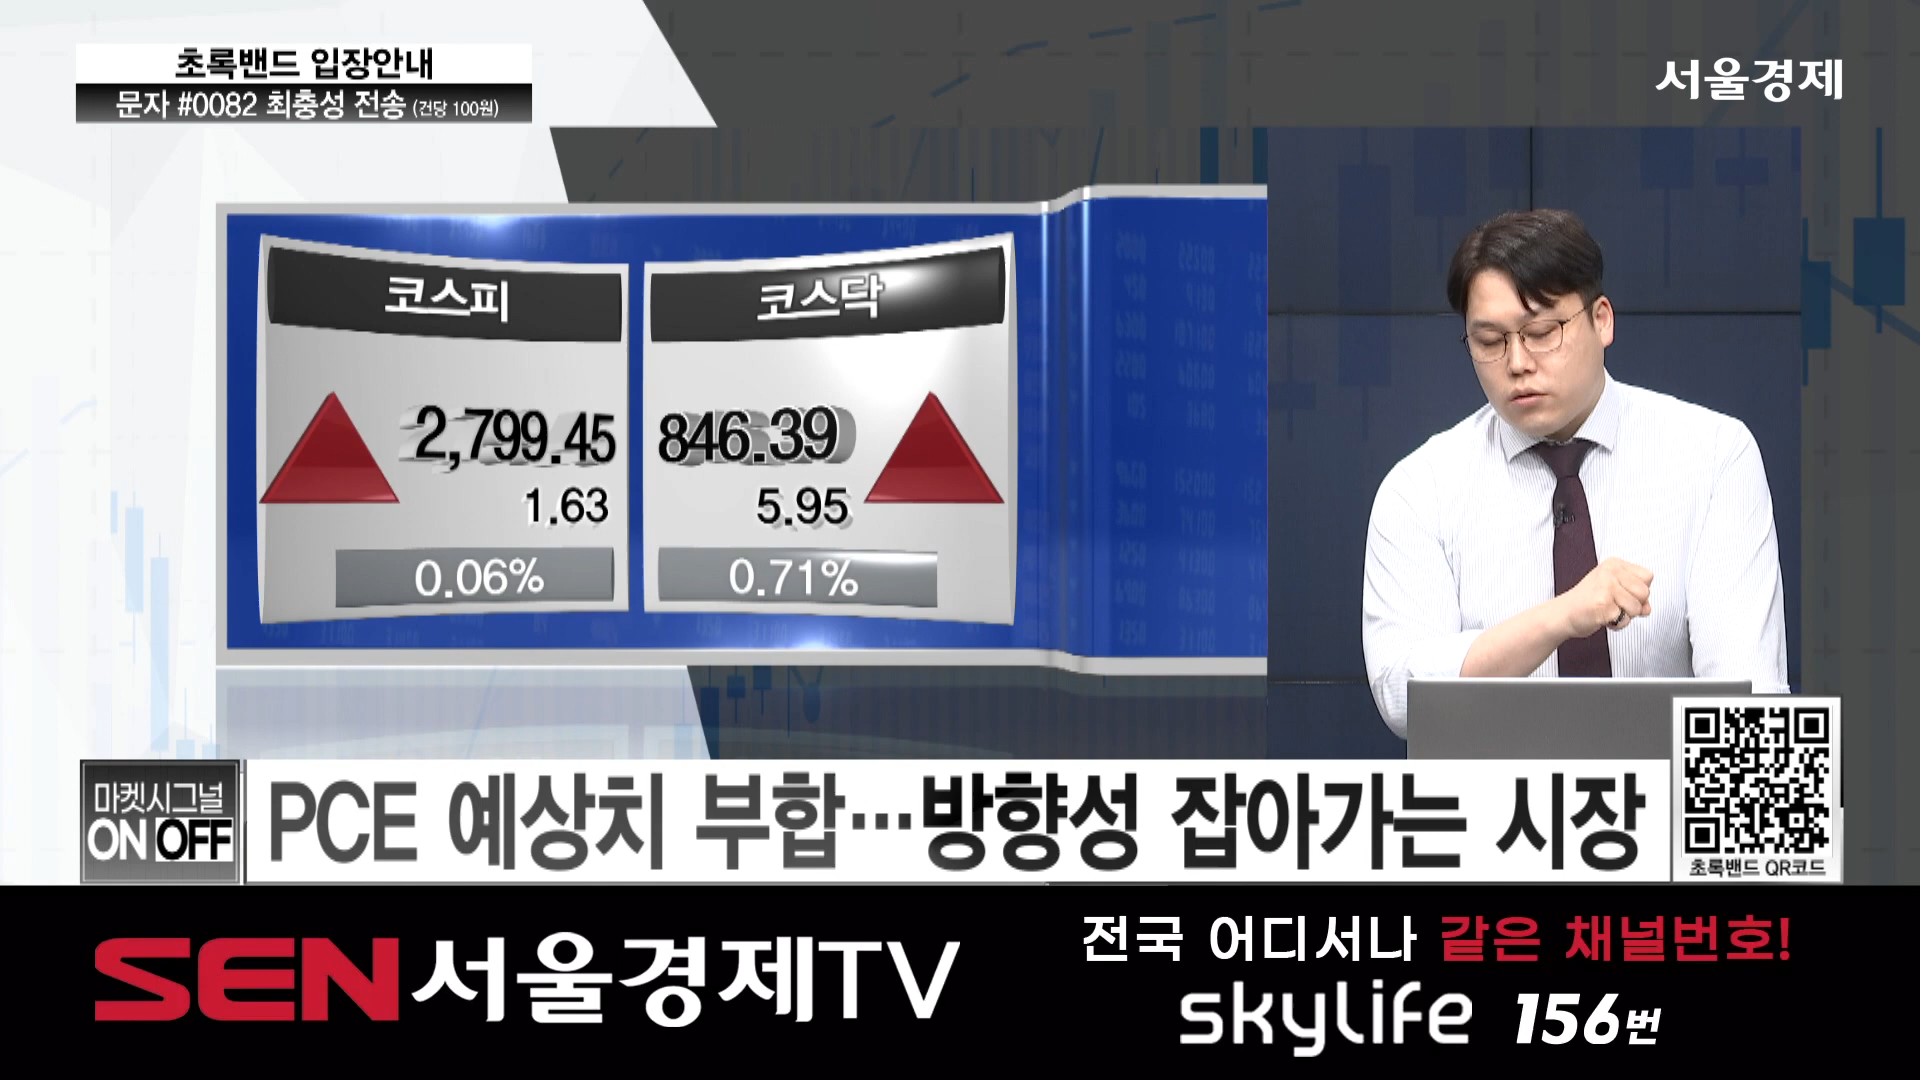 초록밴드 입장안내
문자 #0082 최충성 전송 (건당 100원)
서울경제
코스피
2,799.45
1.63
0.06%
코스닥
846.39
5.95
0.71%
마켓시그널
ON OFF
PCE 예상치 부합…방향성 잡아가는 시장
초록밴드 QR코드
SEN서울경제TV
전국 어디서나 같은 채널번호!
skylife 156번